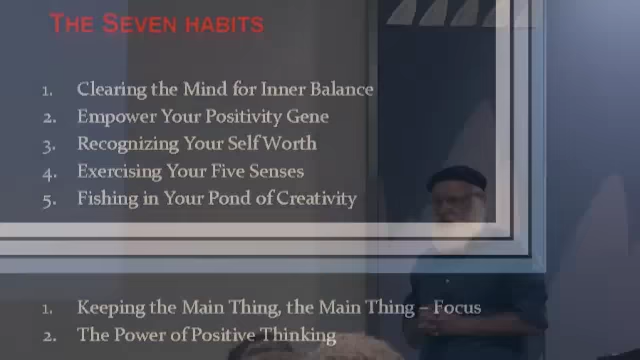 THE SEVEN HABITS
1. Clearing the Mind for Inner Balance
2. Empower Your Positivity Gene
3. Recognizing Your Self Worth
4. Exercising Your Five Senses
5. Fishing in Your Pond of Creativity
1. Keeping the Main Thing, the Main Thing – Focus
2. The Power of Positive Thinking